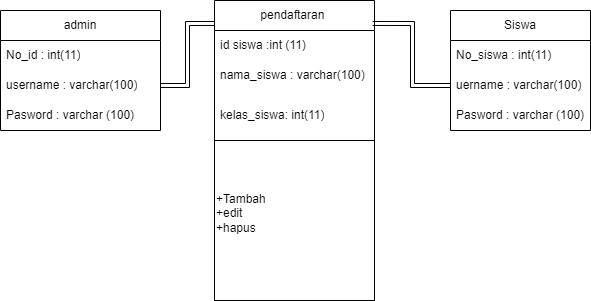 admin
No_id : int(11)
username : varchar(100)
Pasword : varchar (100)
pendaftaran
id siswa :int (11)
nama_siswa : varchar(100)
kelas_siswa: int(11)
+Tambah
+edit
+hapus
Siswa
No_siswa : int(11)
uername : varchar(100)
Pasword : varchar (100)